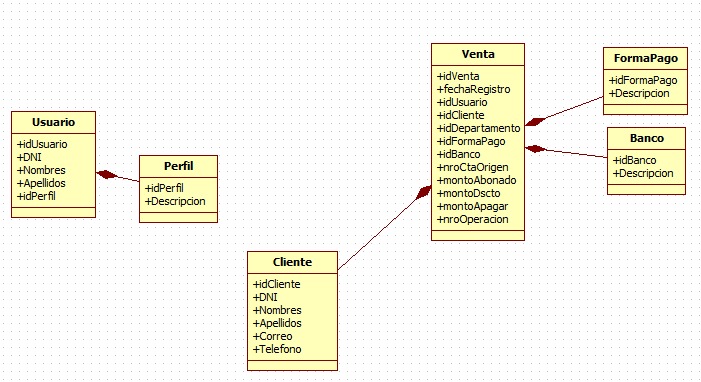 Venta
+idVenta
+fechaRegistro
+idUsuario
+idCliente
+idDepartamento
+idFormaPago
+idBanco
+nroCtaOrigen
+montoAbonado
+montoDscto
+montoApagar
+nroOperacion
FormaPago
+idFormaPago
+Descripcion
Banco
+idBanco
+Descripcion
Usuario
+idUsuario
+DNI
+Nombres
+Apellidos
+idPerfil
Perfil
+idPerfil
+Descripcion
Cliente
+idCliente
+DNI
+Nombres
+Apellidos
+Correo
+Telefono